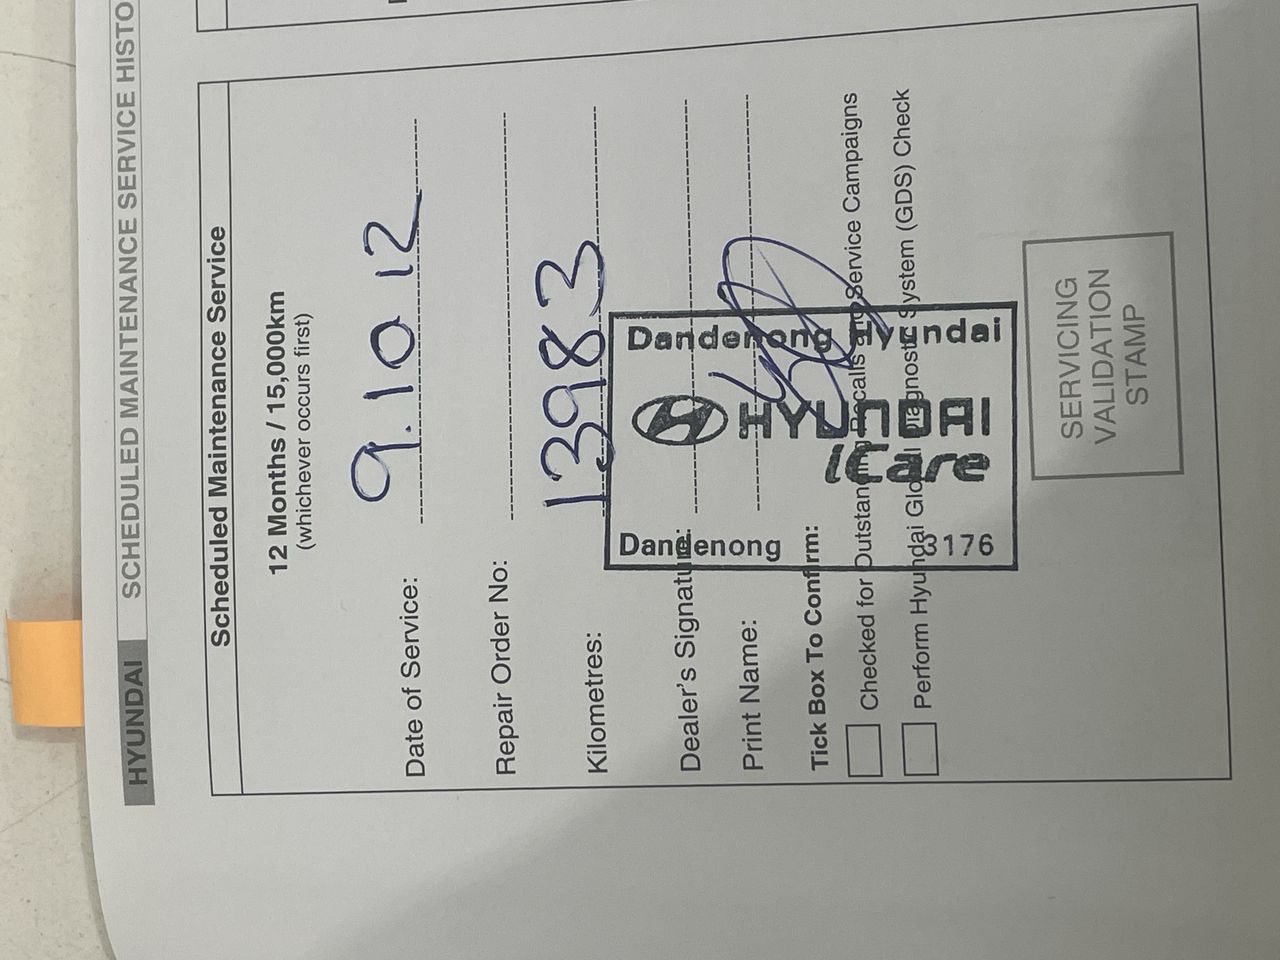 HYUNDAI SCHEDULED MAINTENANCE SERVICE HISTO
Scheduled Maintenance Service
12 Months / 15,000km
(whichever occurs first)
Date of Service: 9.10 12
Repair Order No:
Kilometres: 13983
Dealer's Signature:
Print Name:
Tick Box To Confirm:
Checked for Outstanding Recalls and Service Campaigns
Perform Hyundai Global Diagnostic System (GDS) Check
Dandenong Hyundai
HYUNDAI
iCare
Dandenong 3176
SERVICING
VALIDATION
STAMP